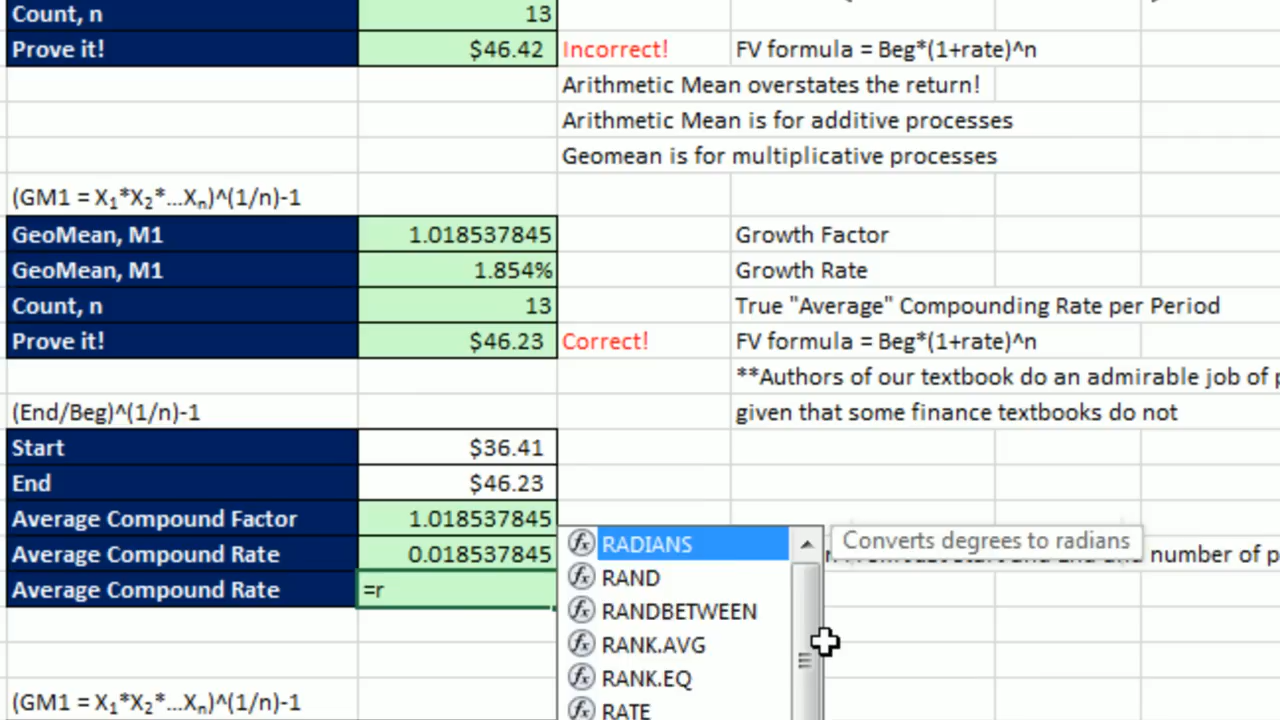 Count, n 13
Prove it! $46.42 Incorrect! FV formula = Beg*(1+rate)^n
Arithmetic Mean overstates the return!
Arithmetic Mean is for additive processes
Geomean is for multiplicative processes
(GM1 = X₁*X₂*...Xₙ)^(1/n)-1
GeoMean, M1 1.018537845 Growth Factor
GeoMean, M1 1.854% Growth Rate
Count, n 13 True "Average" Compounding Rate per Period
Prove it! $46.23 Correct! FV formula = Beg*(1+rate)^n
**Authors of our textbook do an admirable job of
(End/Beg)^(1/n)-1 given that some finance textbooks do not
Start $36.41
End $46.23
Average Compound Factor 1.018537845
Average Compound Rate 0.018537845 number of
Average Compound Rate =r
RADIANS Converts degrees to radians
RAND
RANDBETWEEN
RANK.AVG
RANK.EQ
RATE
(GM1 = X₁*X₂*...Xₙ)^(1/n)-1